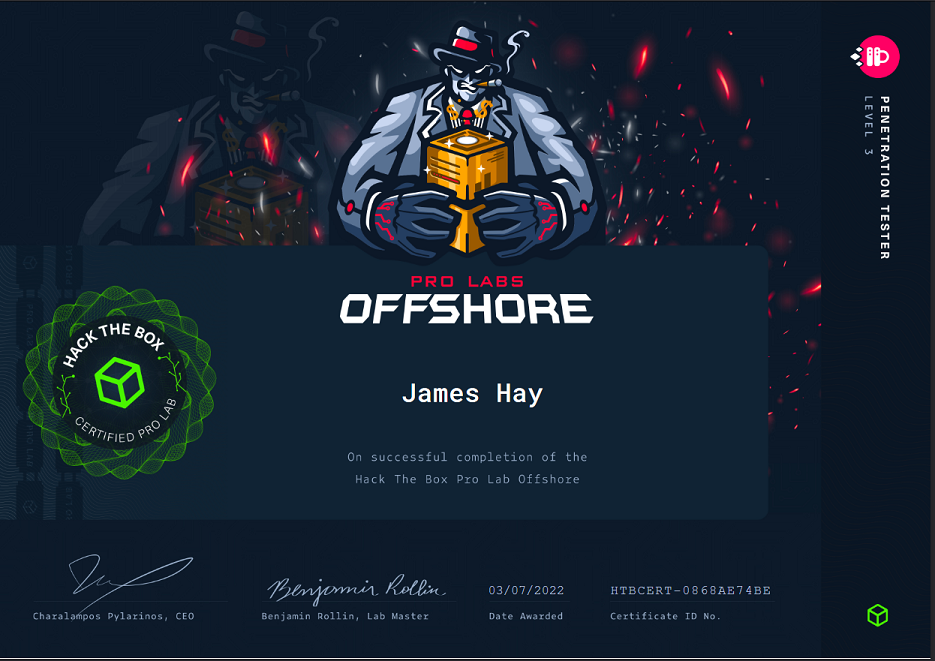 PENETRATION TESTER
LEVEL 3
PRO LABS
OFFSHORE
HACK THE BOX
CERTIFIED PRO LAB
James Hay
On successful completion of the
Hack The Box Pro Lab Offshore
Benjamin Rollin
03/07/2022
HTBCERT-0868AE74BE
Charalampos Pylarinos, CEO
Benjamin Rollin, Lab Master
Date Awarded
Certificate ID No.